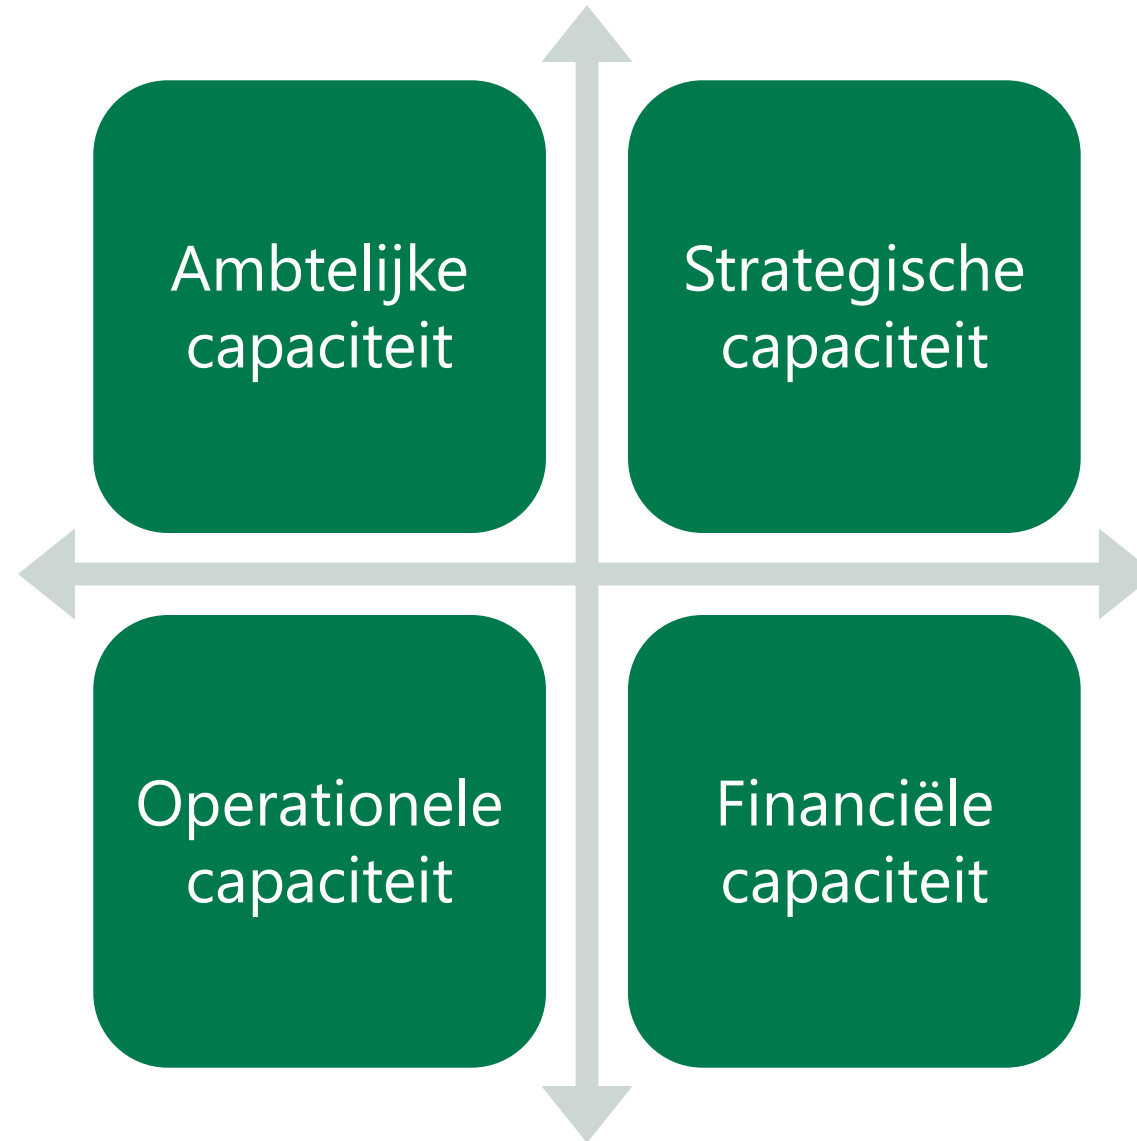 Ambtelijke
capaciteit
Strategische
capaciteit
Operationele
capaciteit
Financiële
capaciteit